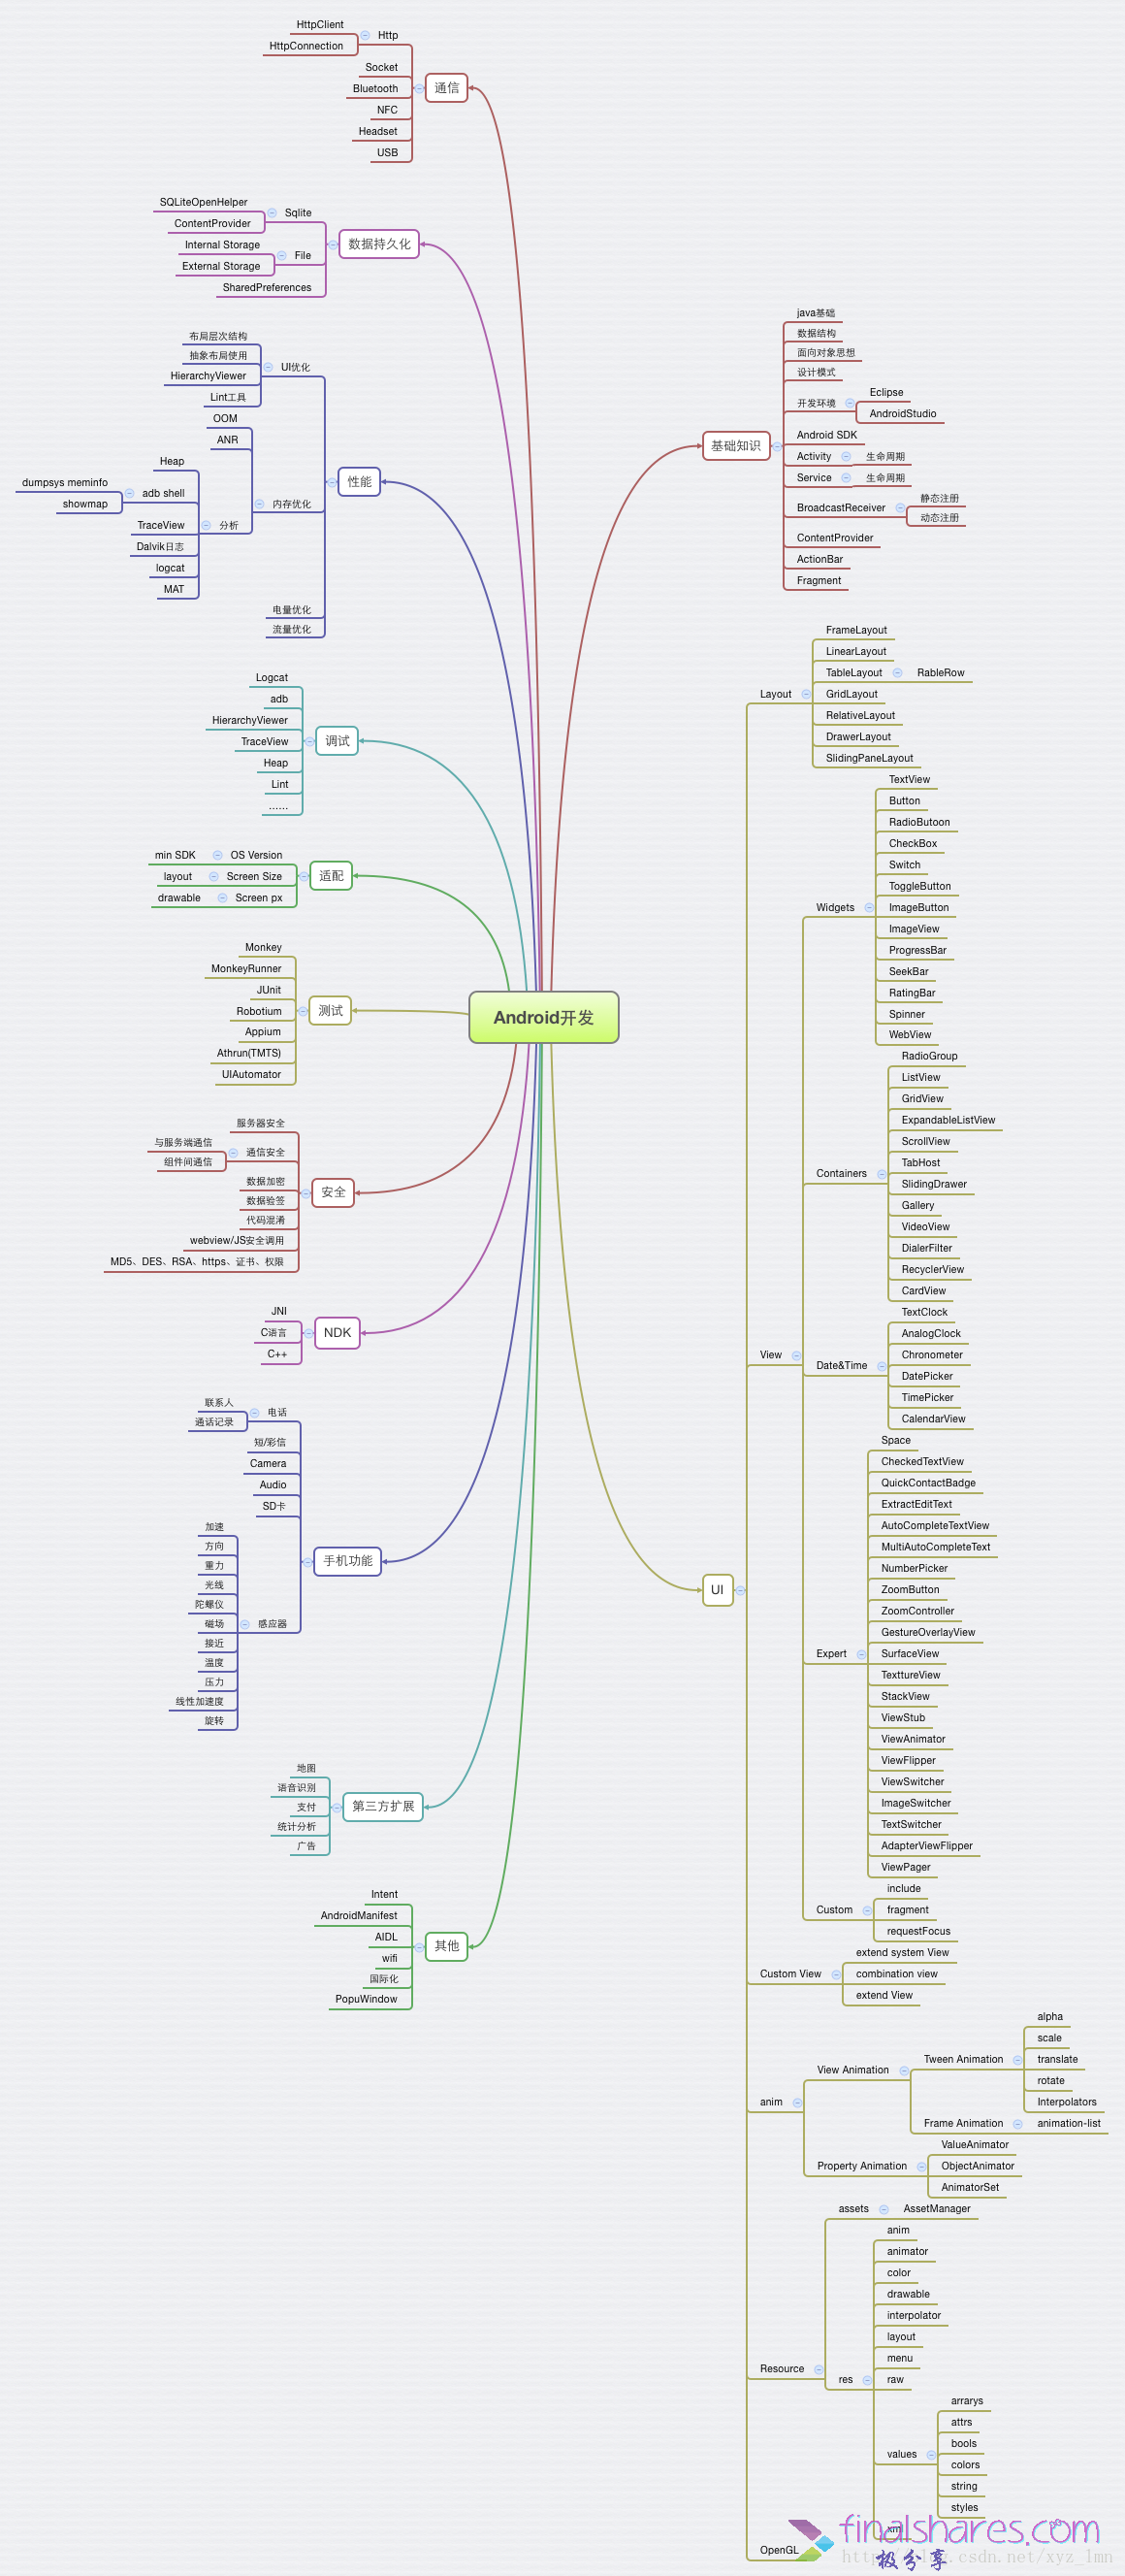 Android开发
通信
Http
HttpClient
HttpConnection
Socket
Bluetooth
NFC
Headset
USB
数据持久化
Sqlite
SQLiteOpenHelper
ContentProvider
File
Internal Storage
External Storage
SharedPreferences
性能
UI优化
布局层次结构
抽象布局使用
HierarchyViewer
Lint工具
内存优化
OOM
ANR
分析
Heap
adb shell
dumpsys meminfo
showmap
TraceView
Dalvik日志
logcat
MAT
电量优化
流量优化
调试
Logcat
adb
HierarchyViewer
TraceView
Heap
Lint
......
适配
OS Version
min SDK
Screen Size
layout
Screen px
drawable
测试
Monkey
MonkeyRunner
JUnit
Robotium
Appium
Athrun(TMTS)
UIAutomator
安全
服务器安全
通信安全
与服务端通信
组件间通信
数据加密
数据验签
代码混淆
webview/JS安全调用
MD5、DES、RSA、https、证书、权限
NDK
JNI
C语言
C++
手机功能
电话
联系人
通话记录
短/彩信
Camera
Audio
SD卡
感应器
加速
方向
重力
光线
陀螺仪
磁场
接近
温度
压力
线性加速度
旋转
第三方扩展
地图
语音识别
支付
统计分析
广告
其他
Intent
AndroidManifest
AIDL
wifi
国际化
PopuWindow
基础知识
java基础
数据结构
面向对象思想
设计模式
开发环境
Eclipse
AndroidStudio
Android SDK
Activity
生命周期
Service
生命周期
BroadcastReceiver
静态注册
动态注册
ContentProvider
ActionBar
Fragment
UI
Layout
FrameLayout
LinearLayout
TableLayout
RableRow
GridLayout
RelativeLayout
DrawerLayout
SlidingPaneLayout
View
Widgets
TextView
Button
RadioButoon
CheckBox
Switch
ToggleButton
ImageButton
ImageView
ProgressBar
SeekBar
RatingBar
Spinner
WebView
Containers
RadioGroup
ListView
GridView
ExpandableListView
ScrollView
TabHost
SlidingDrawer
Gallery
VideoView
DialerFilter
RecyclerView
CardView
Date&Time
TextClock
AnalogClock
Chronometer
DatePicker
TimePicker
CalendarView
Expert
Space
CheckedTextView
QuickContactBadge
ExtractEditText
AutoCompleteTextView
MultiAutoCompleteText
NumberPicker
ZoomButton
ZoomController
GestureOverlayView
SurfaceView
TexttureView
StackView
ViewStub
ViewAnimator
ViewFlipper
ViewSwitcher
ImageSwitcher
TextSwitcher
AdapterViewFlipper
ViewPager
Custom
include
fragment
requestFocus
Custom View
extend system View
combination view
extend View
anim
View Animation
Tween Animation
alpha
scale
translate
rotate
Interpolators
Frame Animation
animation-list
Property Animation
ValueAnimator
ObjectAnimator
AnimatorSet
Resource
assets
AssetManager
res
anim
animator
color
drawable
interpolator
layout
menu
raw
values
arrarys
attrs
bools
colors
string
styles
OpenGL
finalshares.com
极分享